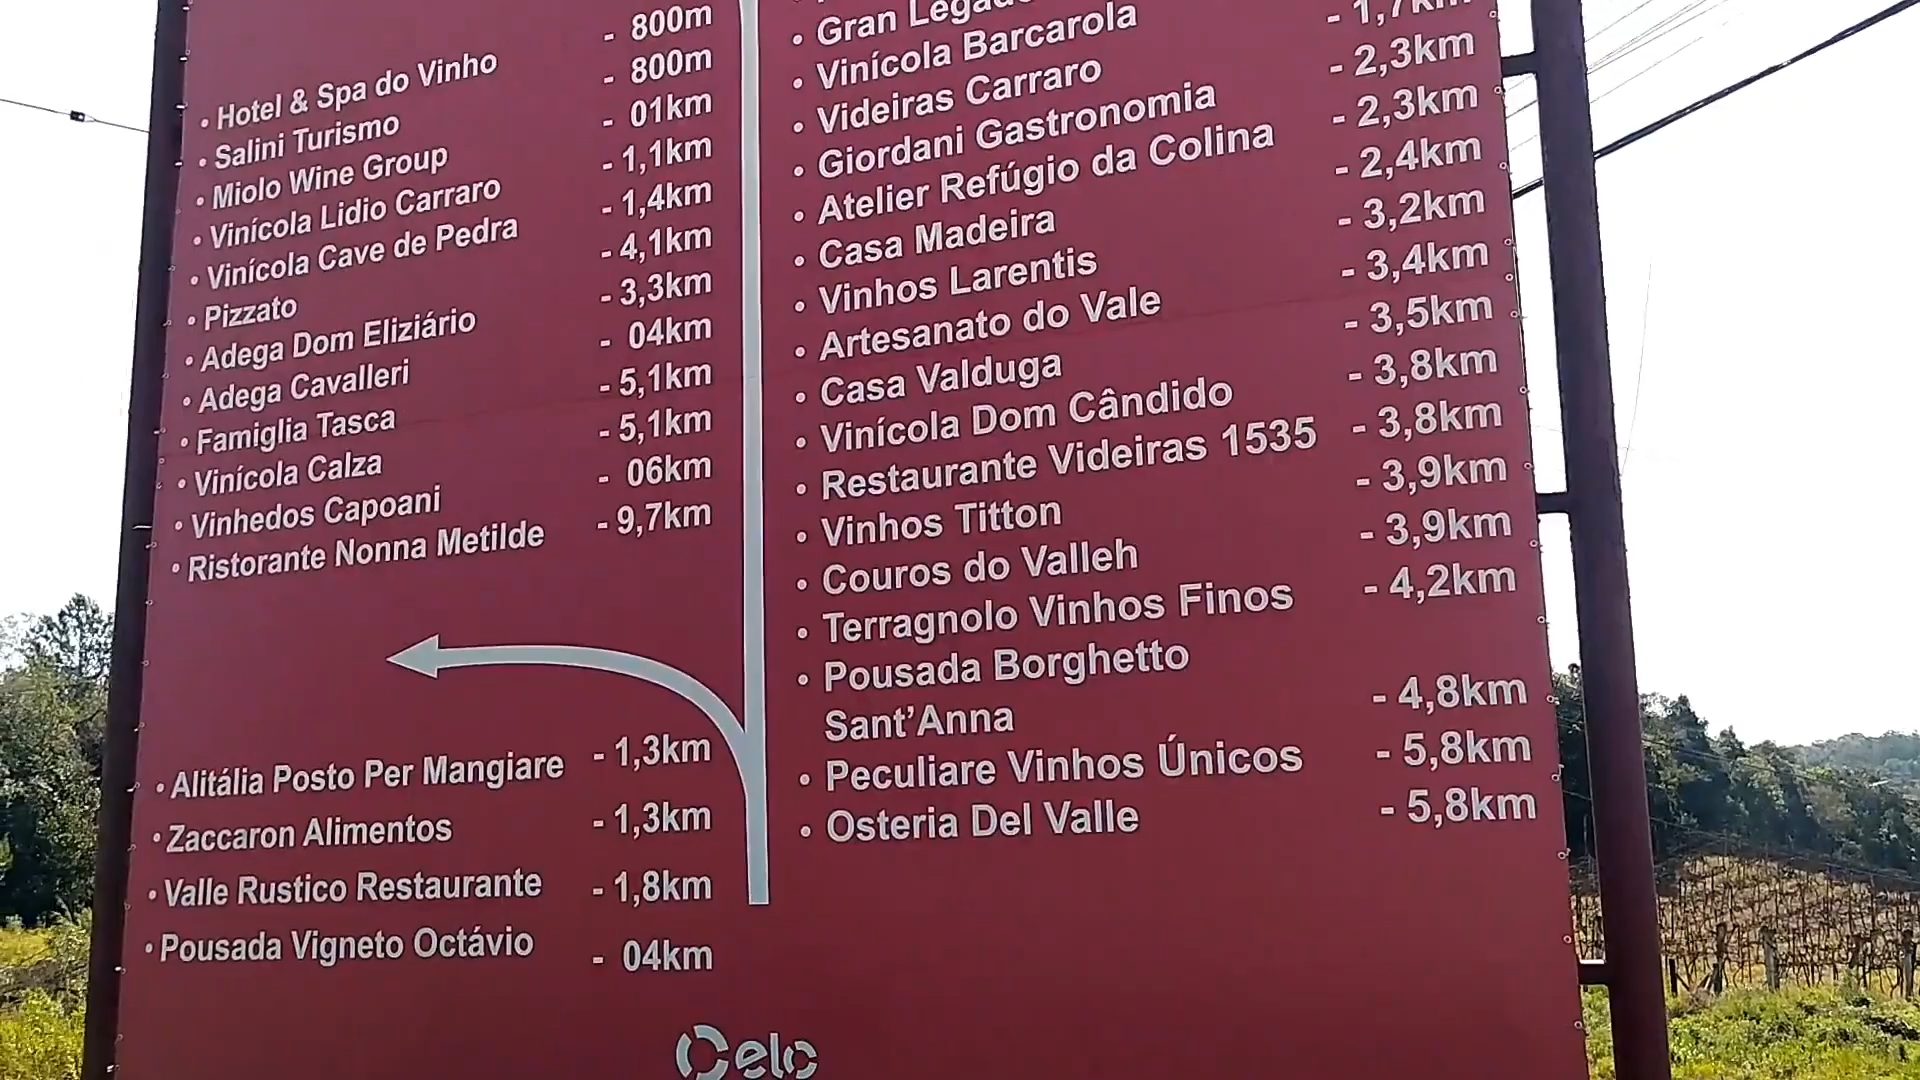 • Hotel & Spa do Vinho - 800m
• Salini Turismo - 800m
• Miolo Wine Group - 01km
• Vinícola Lidio Carraro - 1,1km
• Vinícola Cave de Pedra - 1,4km
• Pizzato - 4,1km
• Adega Dom Eliziário - 3,3km
• Adega Cavalleri - 04km
• Famiglia Tasca - 5,1km
• Vinícola Calza - 5,1km
• Vinhedos Capoani - 06km
• Ristorante Nonna Metilde - 9,7km
• Alitália Posto Per Mangiare - 1,3km
• Zaccaron Alimentos - 1,3km
• Valle Rustico Restaurante - 1,8km
• Pousada Vigneto Octávio - 04km
• Gran
• Vinícola Barcarola
• Videiras Carraro - 1,7km
• Giordani Gastronomia - 2,3km
• Atelier Refúgio da Colina - 2,3km
• Casa Madeira - 2,4km
• Vinhos Larentis - 3,2km
• Artesanato do Vale - 3,4km
• Casa Valduga - 3,5km
• Vinícola Dom Cândido - 3,8km
• Restaurante Videiras 1535 - 3,8km
• Vinhos Titton - 3,9km
• Couros do Valleh - 3,9km
• Terragnolo Vinhos Finos - 4,2km
• Pousada Borghetto
Sant'Anna - 4,8km
• Peculiare Vinhos Únicos - 5,8km
• Osteria Del Valle - 5,8km